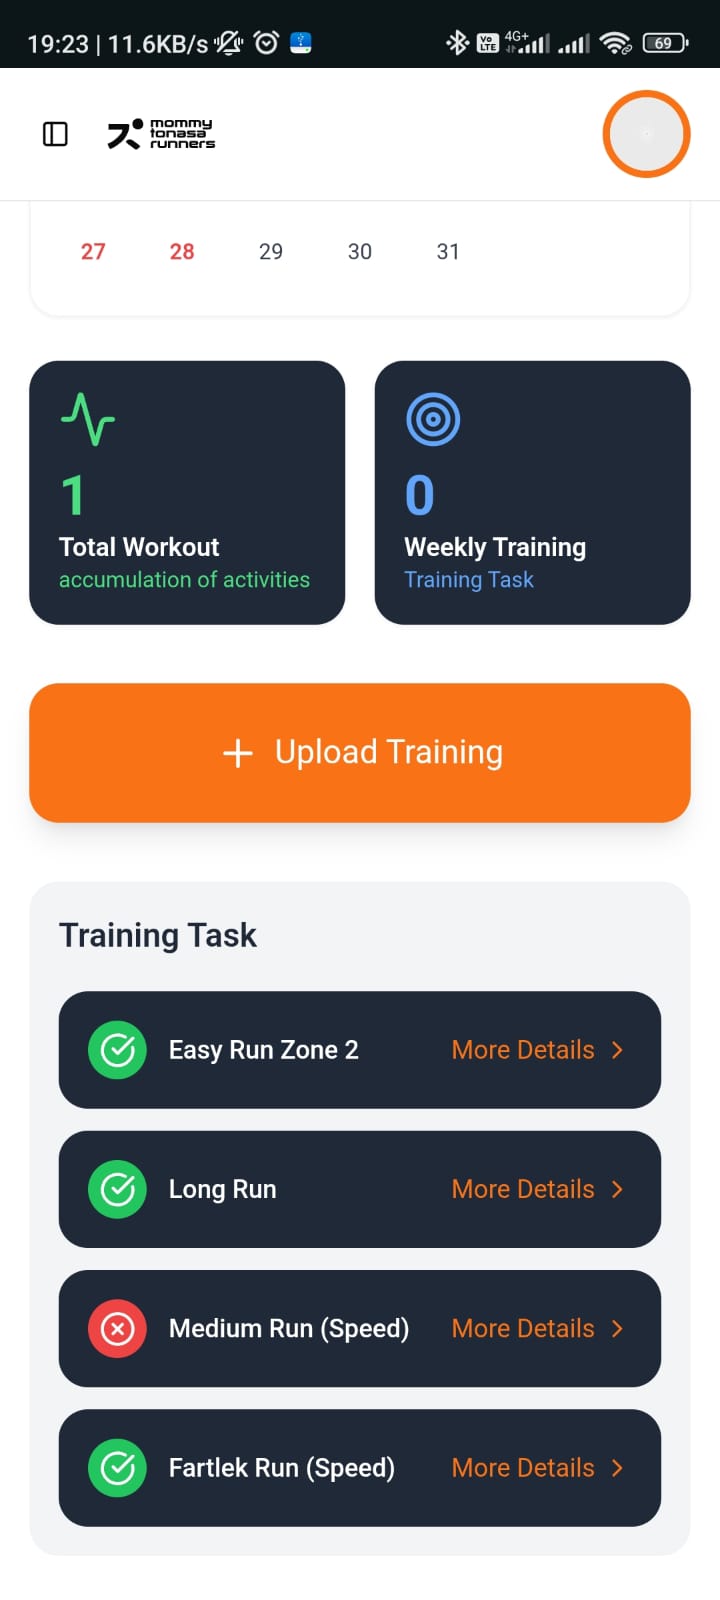 19:23 | 11.6KB/s
Vo LTE 4G+ 69
mommy
tonasa
runners
27 28 29 30 31
1
Total Workout
accumulation of activities
0
Weekly Training
Training Task
+ Upload Training
Training Task
Easy Run Zone 2 More Details
Long Run More Details
Medium Run (Speed) More Details
Fartlek Run (Speed) More Details